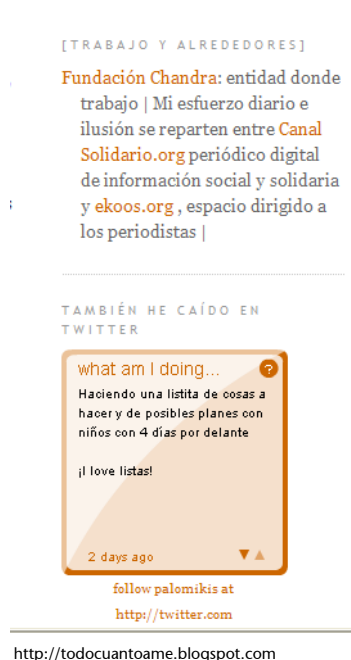 [TRABAJO Y ALREDEDORES]
Fundación Chandra: entidad donde
trabajo | Mi esfuerzo diario e
ilusión se reparten entre Canal
Solidario.org periódico digital
de información social y solidaria
y ekoos.org , espacio dirigido a
los periodistas |
TAMBIÉN HE CAÍDO EN
TWITTER
what am I doing...
?
Haciendo una listita de cosas a
hacer y de posibles planes con
niños con 4 días por delante
¡I love listas!
2 days ago
follow palomikis at
http://twitter.com
http://todocuantoame.blogspot.com